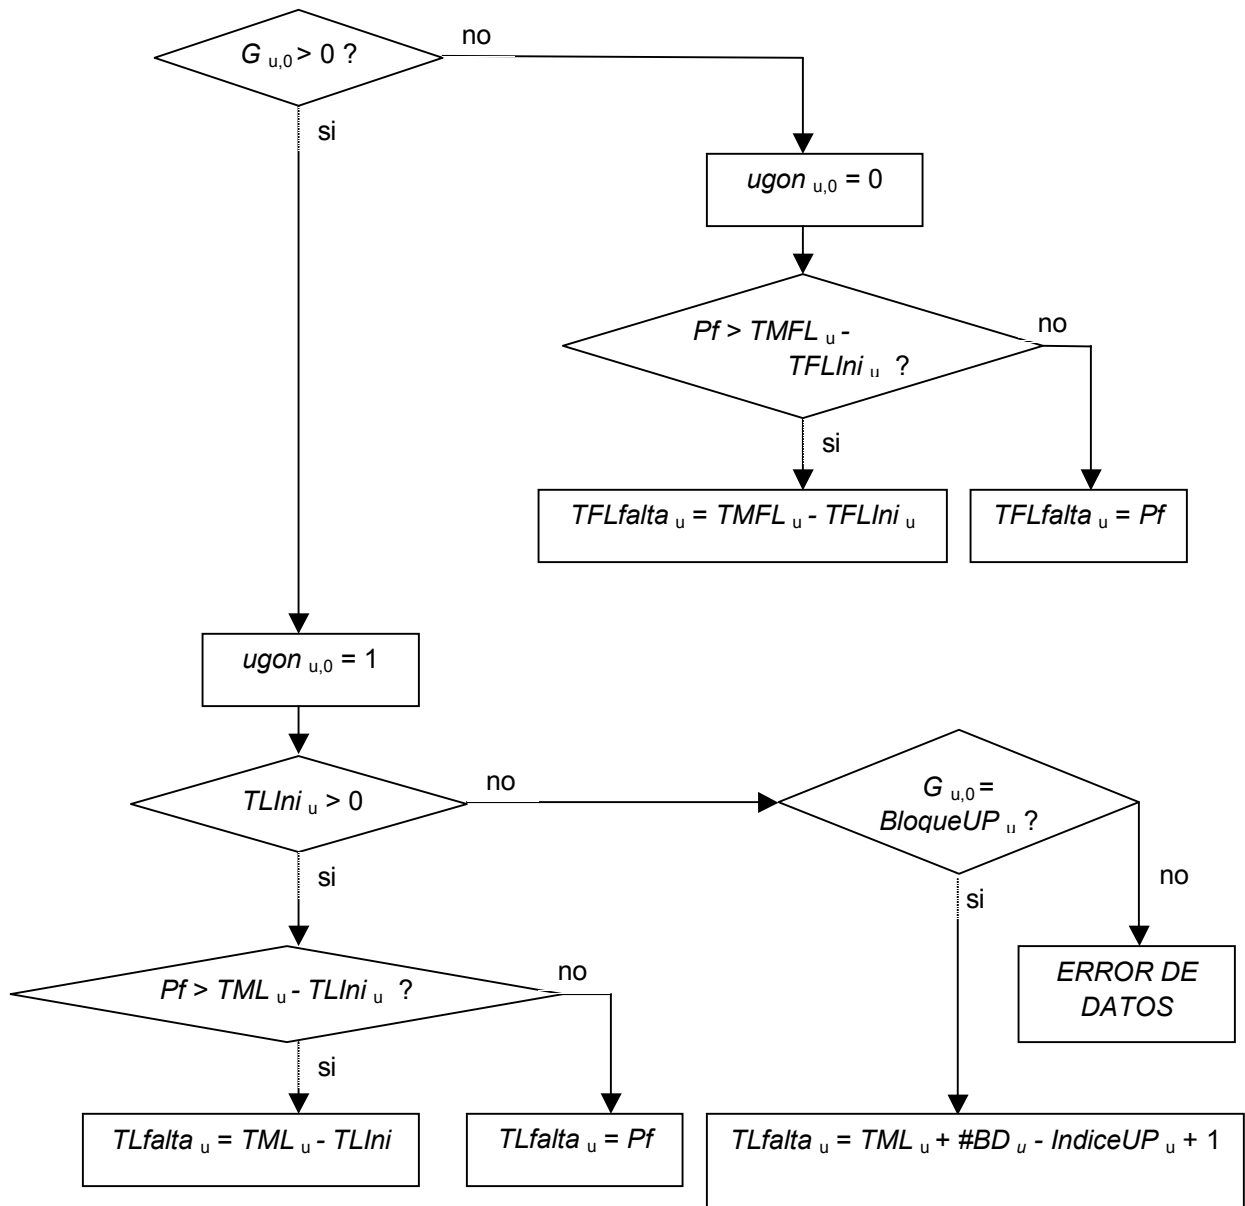 G u,0 > 0 ?
no
si
ugon u,0 = 0
Pf > TMFL u -
TFLIni u ?
no
si
TFLfalta u = TMFL u - TFLIni u
TFLfalta u = Pf
ugon u,0 = 1
TLIni u > 0
no
G u,0 =
BloqueUP u ?
si
no
si
Pf > TML u - TLIni u ?
no
ERROR DE
DATOS
si
TLfalta u = TML u - TLIni
TLfalta u = Pf
TLfalta u = TML u + #BD u - IndiceUP u + 1